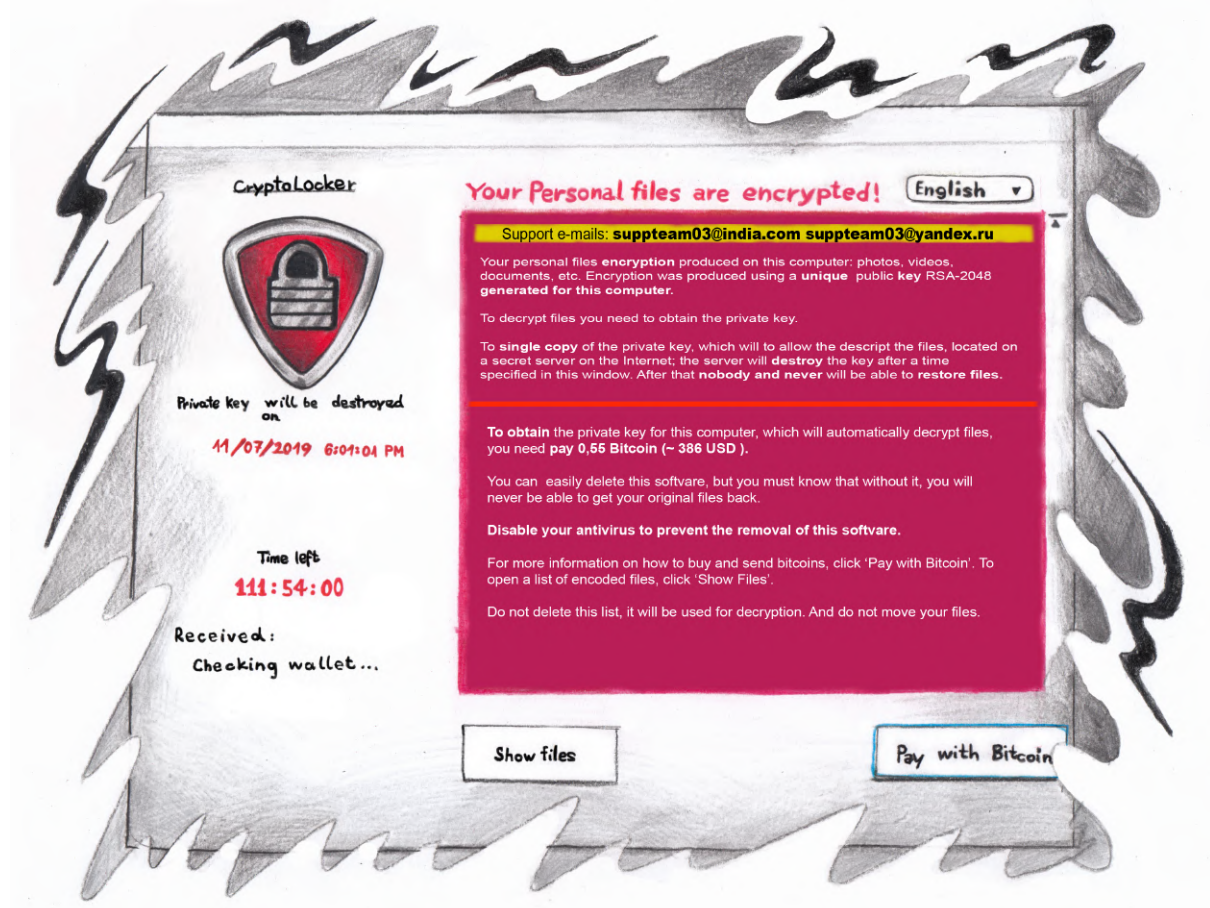 CryptoLocker
Private Key will be destroyed
on
11/07/2019 6:01:01 PM
Time left
111:54:00
Received:
Checking wallet...
Your Personal files are encrypted!
English
Support e-mails: suppteam03@india.com suppteam03@yandex.ru
Your personal files encryption produced on this computer: photos, videos,
documents, etc. Encryption was produced using a unique public key RSA-2048
generated for this computer.
To decrypt files you need to obtain the private key.
To single copy of the private key, which will to allow the descript the files, located on
a secret server on the Internet; the server will destroy the key after a time
specified in this window. After that nobody and never will be able to restore files.
To obtain the private key for this computer, which will automatically decrypt files,
you need pay 0,55 Bitcoin (~ 386 USD ).
You can easily delete this softvare, but you must know that without it, you will
never be able to get your original files back.
Disable your antivirus to prevent the removal of this softvare.
For more information on how to buy and send bitcoins, click ‘Pay with Bitcoin’. To
open a list of encoded files, click ‘Show Files’.
Do not delete this list, it will be used for decryption. And do not move your files.
Show files
Pay with Bitcoin